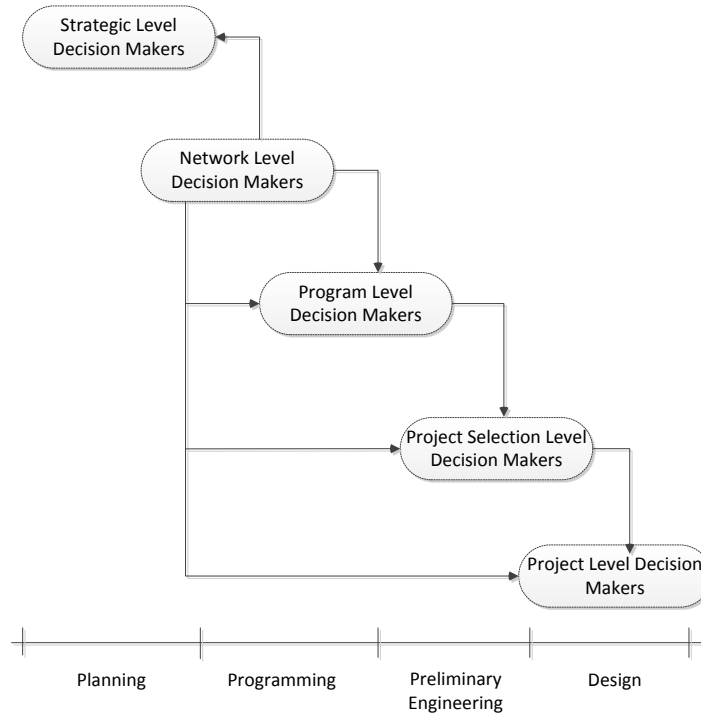 Strategic Level
Decision Makers
Network Level
Decision Makers
Program Level
Decision Makers
Project Selection Level
Decision Makers
Project Level Decision
Makers
Planning
Programming
Preliminary
Engineering
Design